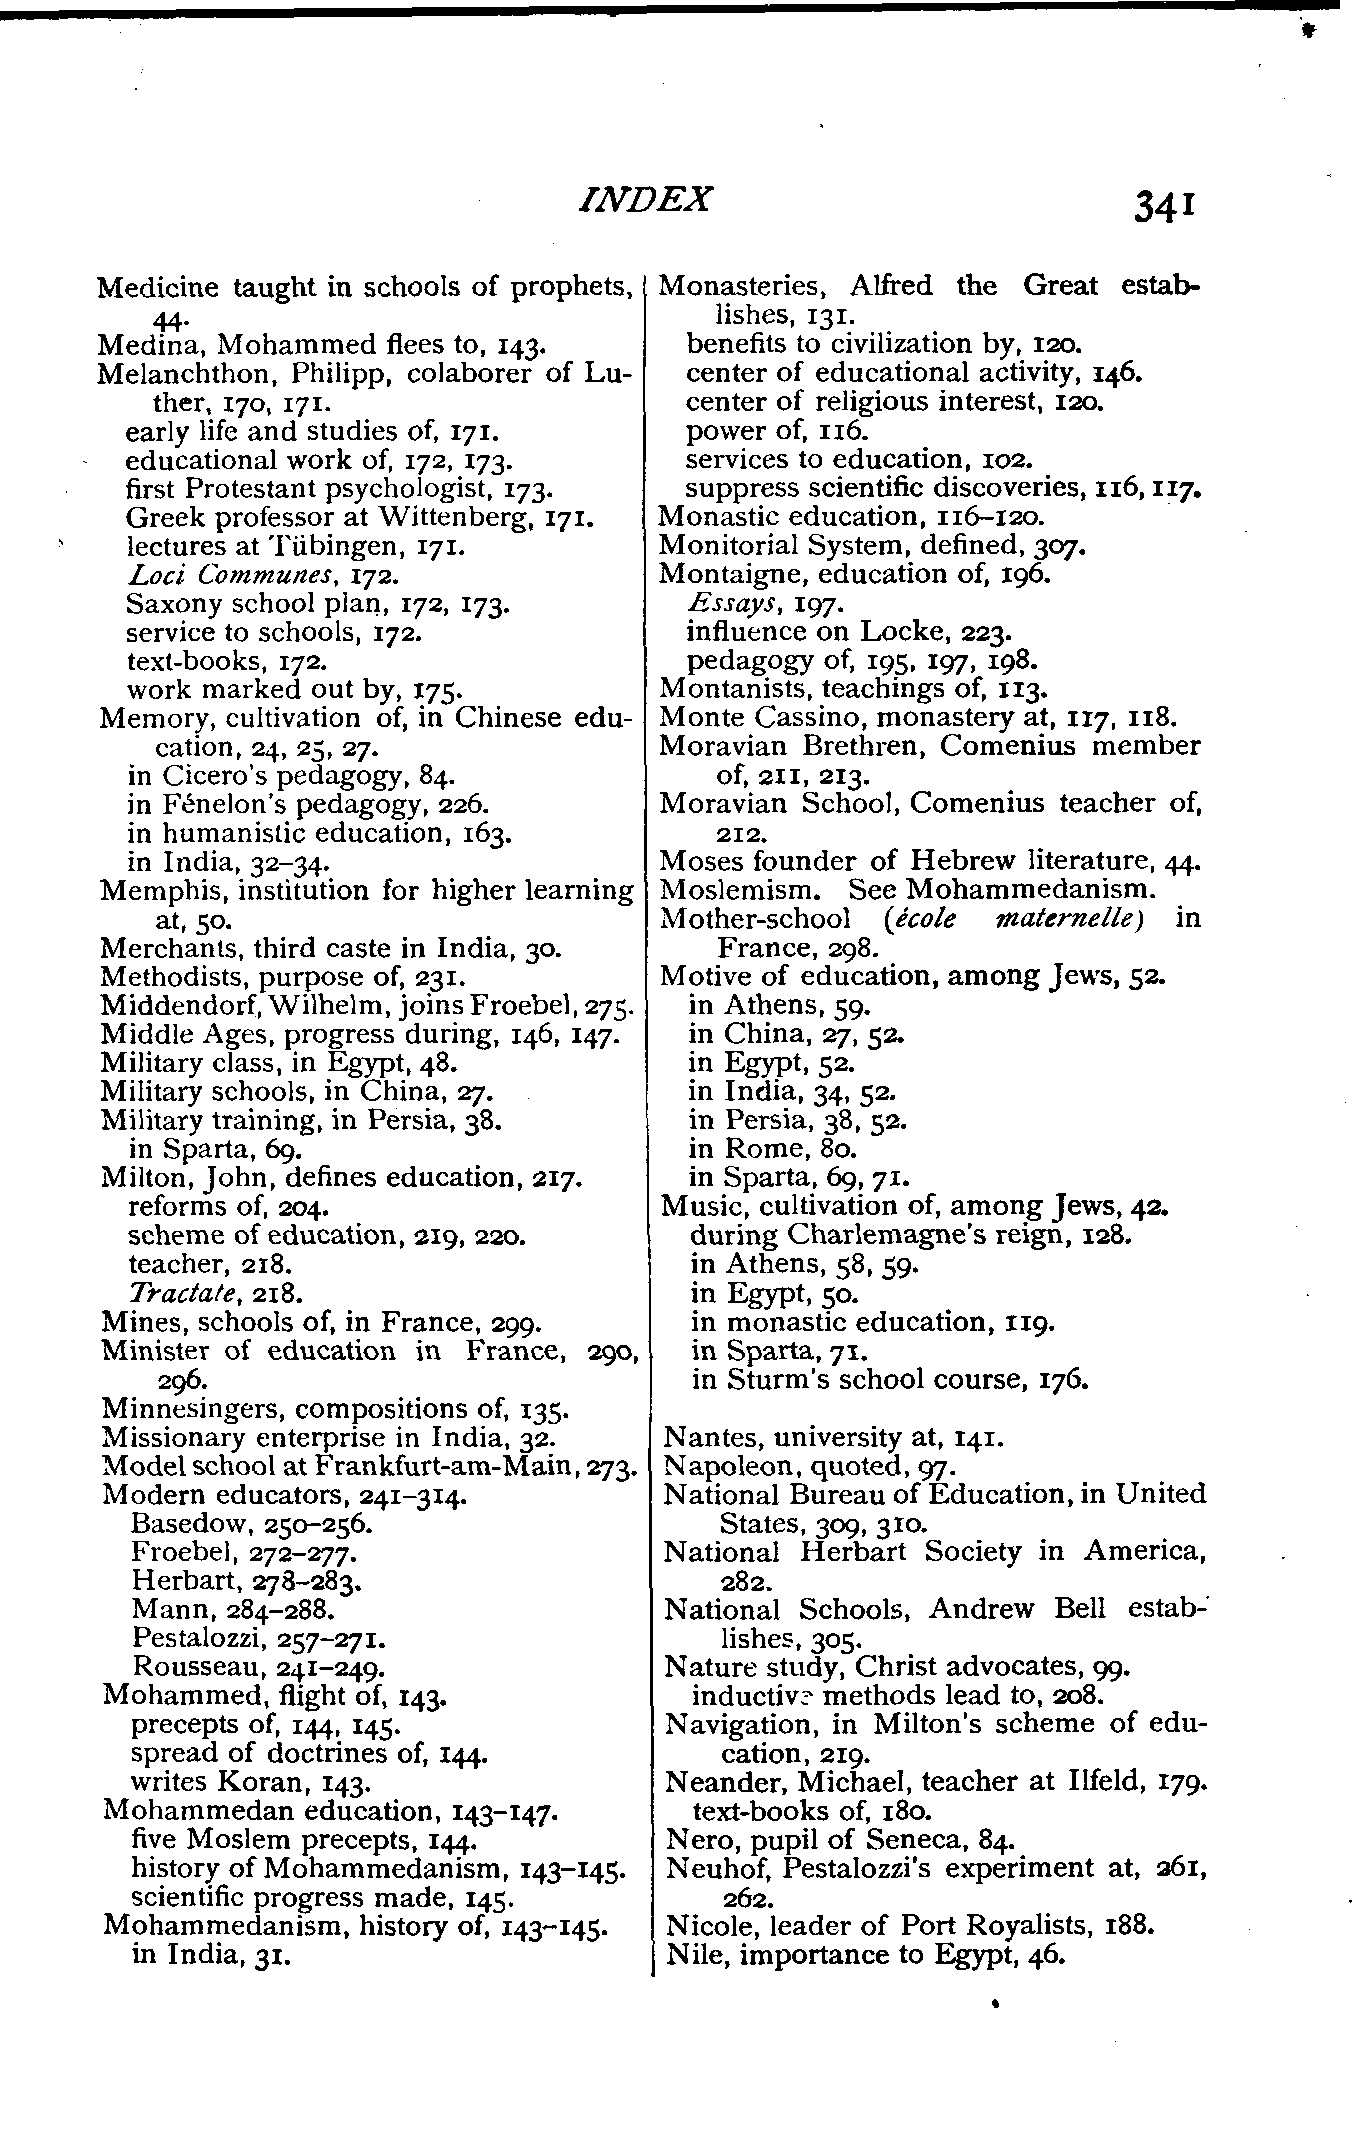 INDEX 341
Medicine taught in schools of prophets,
44.
Medina, Mohammed flees to, 143.
Melanchthon, Philipp, colaborer of Lu-
ther, 170, 171.
early life and studies of, 171.
educational work of, 172, 173.
first Protestant psychologist, 173.
Greek professor at Wittenberg, 171.
lectures at Tübingen, 171.
Loci Communes, 172.
Saxony school plan, 172, 173.
service to schools, 172.
text-books, 172.
work marked out by, 175.
Memory, cultivation of, in Chinese edu-
cation, 24, 25, 27.
in Cicero's pedagogy, 84.
in Fénelon's pedagogy, 226.
in humanistic education, 163.
in India, 32–34.
Memphis, institution for higher learning
at, 50.
Merchants, third caste in India, 30.
Methodists, purpose of, 231.
Middendorf, Wilhelm, joins Froebel, 275.
Middle Ages, progress during, 146, 147.
Military class, in Egypt, 48.
Military schools, in China, 27.
Military training, in Persia, 38.
in Sparta, 69.
Milton, John, defines education, 217.
reforms of, 204.
scheme of education, 219, 220.
teacher, 218.
Tractate, 218.
Mines, schools of, in France, 299.
Minister of education in France, 290,
296.
Minnesingers, compositions of, 135.
Missionary enterprise in India, 32.
Model school at Frankfurt-am-Main, 273.
Modern educators, 241–314.
Basedow, 250–256.
Froebel, 272–277.
Herbart, 278–283.
Mann, 284–288.
Pestalozzi, 257–271.
Rousseau, 241–249.
Mohammed, flight of, 143.
precepts of, 144, 145.
spread of doctrines of, 144.
writes Koran, 143.
Mohammedan education, 143–147.
five Moslem precepts, 144.
history of Mohammedanism, 143–145.
scientific progress made, 145.
Mohammedanism, history of, 143–145.
in India, 31.
Monasteries, Alfred the Great estab-
lishes, 131.
benefits to civilization by, 120.
center of educational activity, 146.
center of religious interest, 120.
power of, 116.
services to education, 102.
suppress scientific discoveries, 116, 117.
Monastic education, 116–120.
Monitorial System, defined, 307.
Montaigne, education of, 196.
Essays, 197.
influence on Locke, 223.
pedagogy of, 195, 197, 198.
Montanists, teachings of, 113.
Monte Cassino, monastery at, 117, 118.
Moravian Brethren, Comenius member
of, 211, 213.
Moravian School, Comenius teacher of,
212.
Moses founder of Hebrew literature, 44.
Moslemism. See Mohammedanism.
Mother-school (école maternelle) in
France, 298.
Motive of education, among Jews, 52.
in Athens, 59.
in China, 27, 52.
in Egypt, 52.
in India, 34, 52.
in Persia, 38, 52.
in Rome, 80.
in Sparta, 69, 71.
Music, cultivation of, among Jews, 42.
during Charlemagne's reign, 128.
in Athens, 58, 59.
in Egypt, 50.
in monastic education, 119.
in Sparta, 71.
in Sturm's school course, 176.
Nantes, university at, 141.
Napoleon, quoted, 97.
National Bureau of Education, in United
States, 309, 310.
National Herbart Society in America,
282.
National Schools, Andrew Bell estab-
lishes, 305.
Nature study, Christ advocates, 99.
inductive methods lead to, 208.
Navigation, in Milton's scheme of edu-
cation, 219.
Neander, Michael, teacher at Ilfeld, 179.
text-books of, 180.
Nero, pupil of Seneca, 84.
Neuhof, Pestalozzi's experiment at, 261,
262.
Nicole, leader of Port Royalists, 188.
Nile, importance to Egypt, 46.